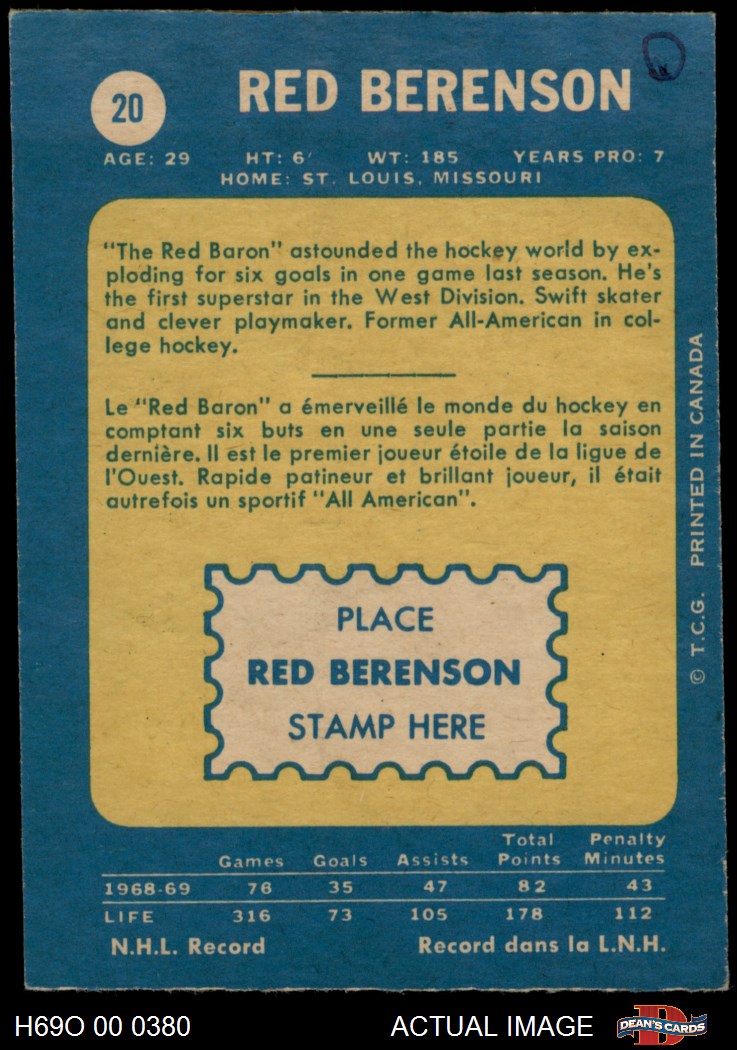 20
RED BERENSON
AGE: 29 HT: 6' WT: 185 YEARS PRO: 7
HOME: ST. LOUIS, MISSOURI
"The Red Baron" astounded the hockey world by ex-
ploding for six goals in one game last season. He's
the first superstar in the West Division. Swift skater
and clever playmaker. Former All-American in col-
lege hockey.
Le "Red Baron" a émerveillé le monde du hockey en
comptant six buts en une seule partie la saison
dernière. Il est le premier joueur étoile de la ligue de
l'Ouest. Rapide patineur et brillant joueur, il était
autrefois un sportif "All American".
PLACE
RED BERENSON
STAMP HERE
© T.C.G. PRINTED IN CANADA
Total Penalty
Games Goals Assists Points Minutes
1968-69 76 35 47 82 43
LIFE 316 73 105 178 112
N.H.L. Record Record dans la L.N.H.
H69O 00 0380 ACTUAL IMAGE DEAN'S CARDS